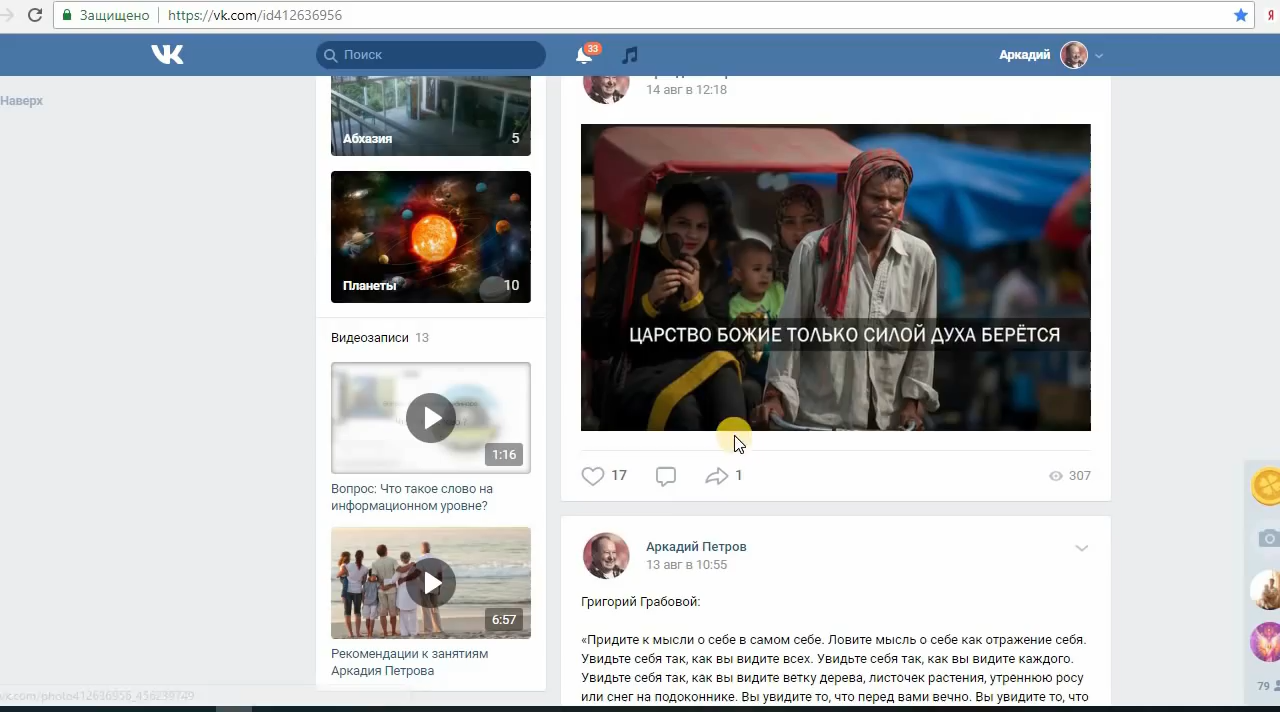 Защищено
https://vk.com/id412636956
Я
Поиск
33
Аркадий
Наверх
Абхазия 5
Планеты 10
Видеозаписи 13
1:16
Вопрос: Что такое слово на
информационном уровне?
6:57
Рекомендации к занятиям
Аркадия Петрова
14 авг в 12:18
ЦАРСТВО БОЖИЕ ТОЛЬКО СИЛОЙ ДУХА БЕРЁТСЯ
17
1
307
Аркадий Петров
13 авг в 10:55
Григорий Грабовой:
«Придите к мысли о себе в самом себе. Ловите мысль о себе как отражение себя.
Увидьте себя так, как вы видите всех. Увидьте себя так, как вы видите каждого.
Увидьте себя так, как вы видите ветку дерева, листочек растения, утреннюю росу
или снег на подоконнике. Вы увидите то, что перед вами вечно. Вы увидите то, что
79